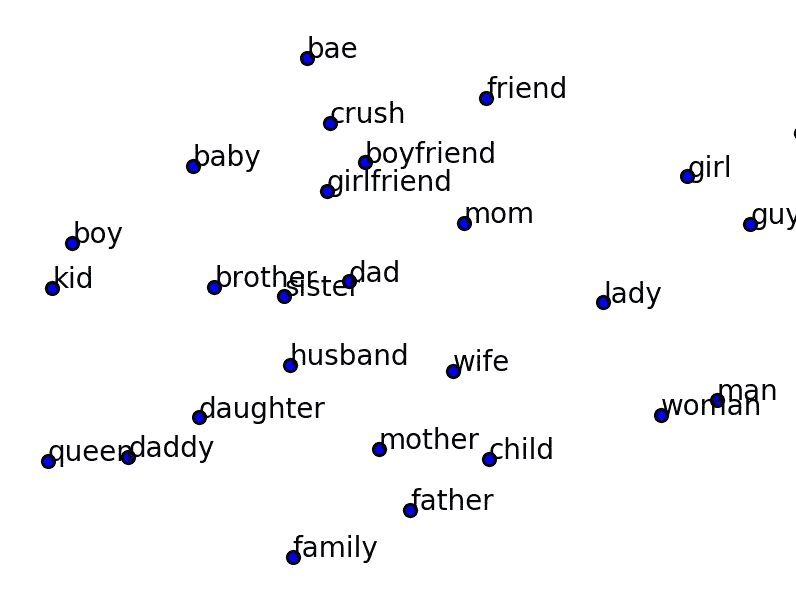 bae
friend
crush
boyfriend
baby
girlfriend
girl
mom
guy
boy
kid
brother
sister
dad
lady
husband
wife
man
woman
daughter
mother
queen
daddy
child
father
family